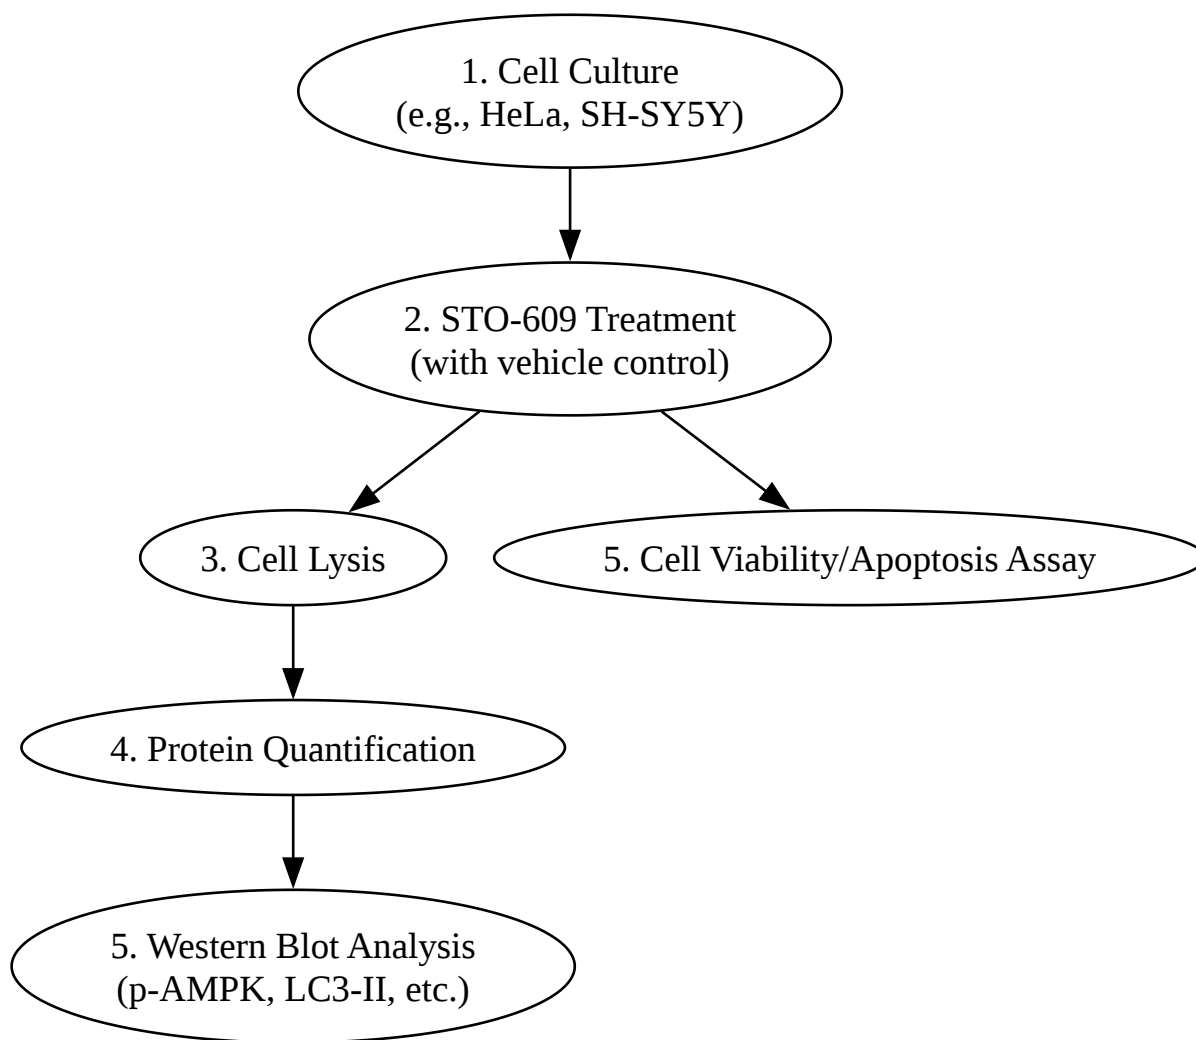 1. Cell Culture
(e.g., HeLa, SH-SY5Y)
2. STO-609 Treatment
(with vehicle control)
3. Cell Lysis
5. Cell Viability/Apoptosis Assay
4. Protein Quantification
5. Western Blot Analysis
(p-AMPK, LC3-II, etc.)